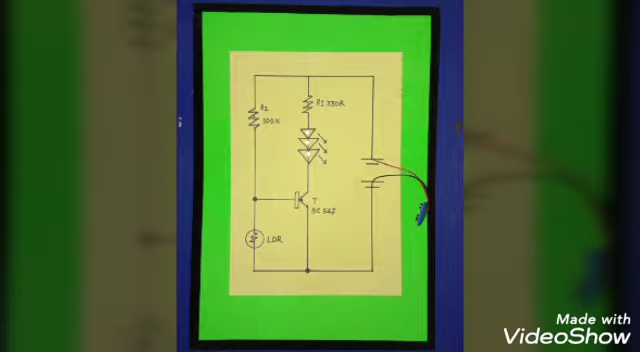 R2
100K
R1 330R
T
BC 547
LDR
Made with
VideoShow